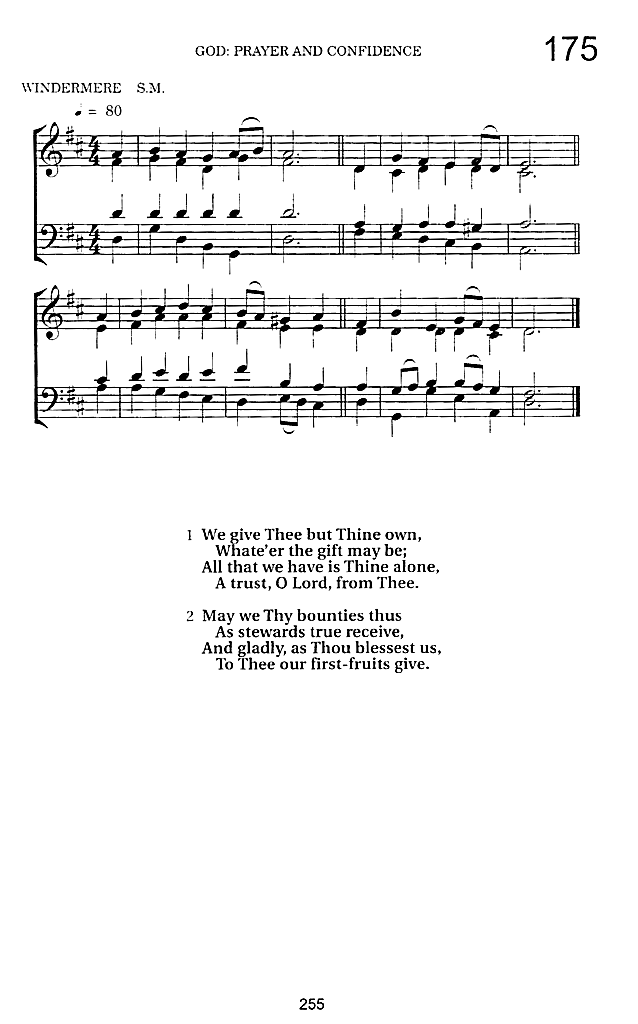 GOD: PRAYER AND CONFIDENCE
175
WINDERMERE S.M.
♩ = 80
1 We give Thee but Thine own,
Whate'er the gift may be;
All that we have is Thine alone,
A trust, O Lord, from Thee.
2 May we Thy bounties thus
As stewards true receive,
And gladly, as Thou blessest us,
To Thee our first-fruits give.
255